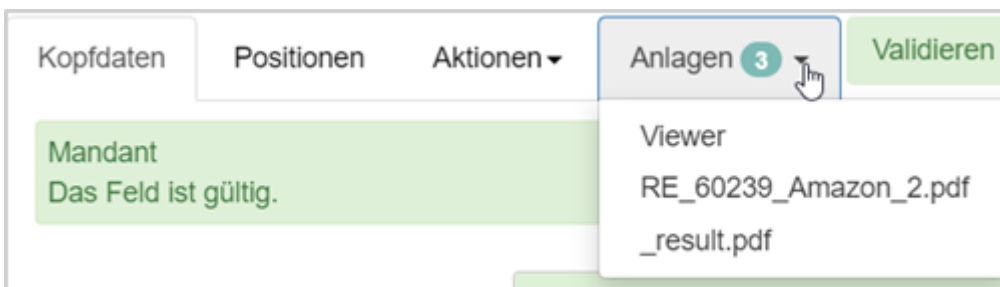 Kopfdaten Positionen Aktionen Anlagen 3 Validieren
Mandant
Das Feld ist gültig.
Viewer
RE_60239_Amazon_2.pdf
_result.pdf